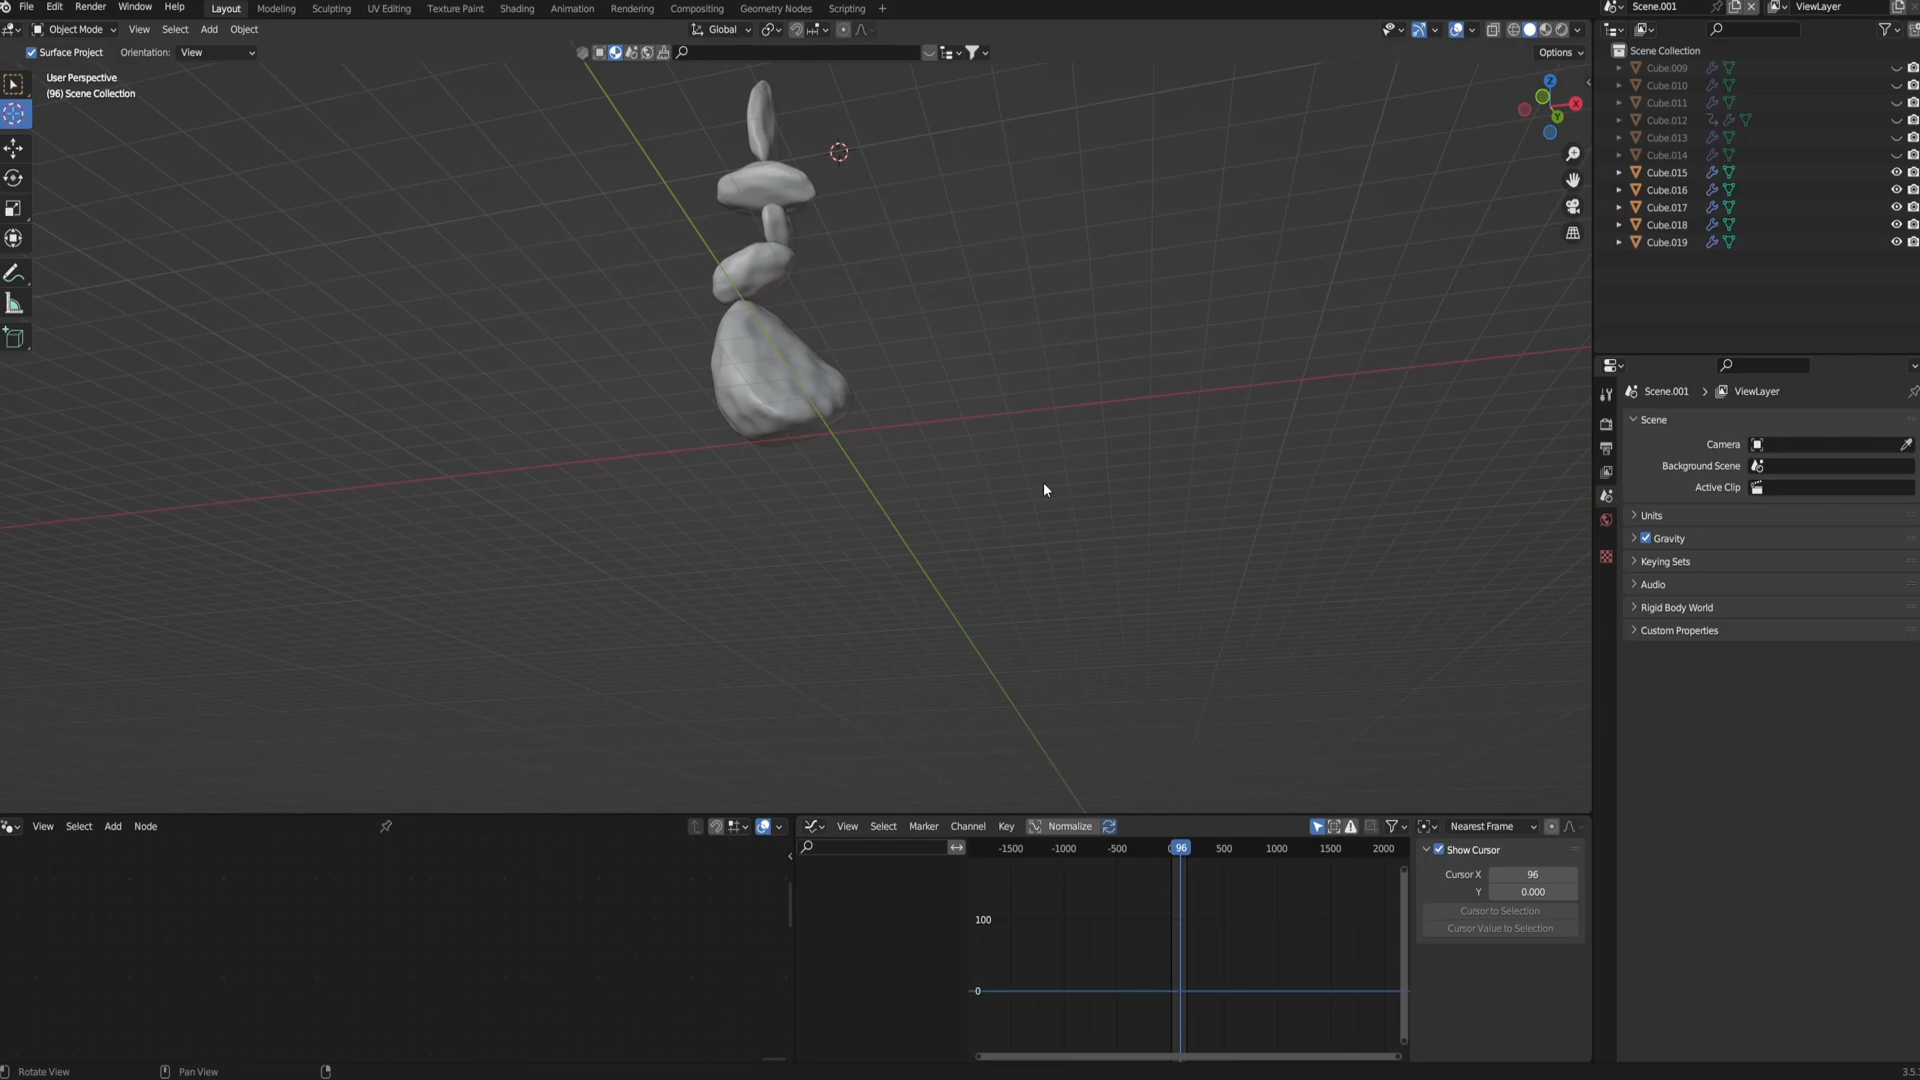 File Edit Render Window Help Layout Modeling Sculpting UV Editing Texture Paint Shading Animation Rendering Compositing Geometry Nodes Scripting +
Scene.001 ViewLayer
Object Mode View Select Add Object Global
Surface Project Orientation: View Options
User Perspective
(96) Scene Collection
Z
X
Y
Scene Collection
Cube.009
Cube.010
Cube.011
Cube.012
Cube.013
Cube.014
Cube.015
Cube.016
Cube.017
Cube.018
Cube.019
Scene.001 ViewLayer
Scene
Camera
Background Scene
Active Clip
Units
Gravity
Keying Sets
Audio
Rigid Body World
Custom Properties
View Select Add Node
View Select Marker Channel Key Normalize Nearest Frame
-1500 -1000 -500 96 500 1000 1500 2000
100
0
Show Cursor
Cursor X 96
Y 0.000
Cursor to Selection
Cursor Value to Selection
Rotate View Pan View 3.5.